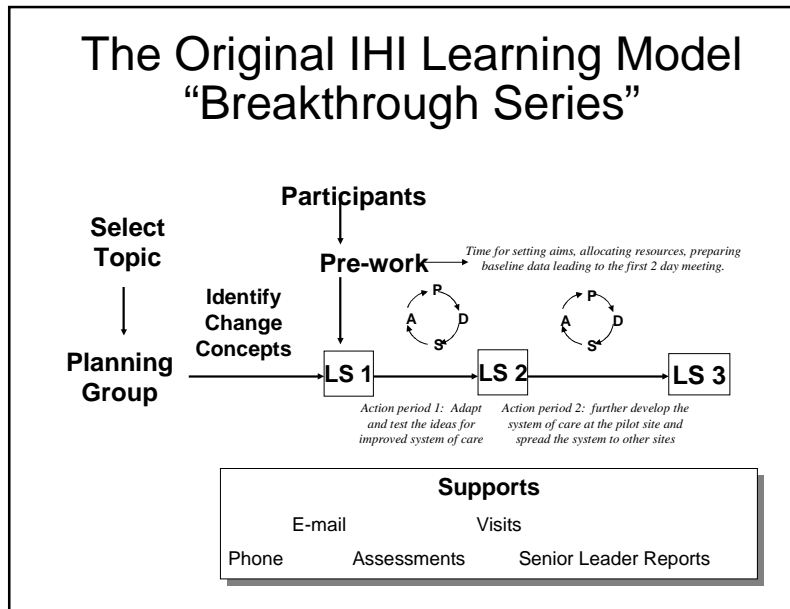 The Original IHI Learning Model
“Breakthrough Series”
Participants
Select
Topic
Pre-work
Time for setting aims, allocating resources, preparing
baseline data leading to the first 2 day meeting.
Identify
Change
Concepts
P
A D
S
P
A D
S
Planning
Group
LS 1
LS 2
LS 3
Action period 1: Adapt
and test the ideas for
improved system of care
Action period 2: further develop the
system of care at the pilot site and
spread the system to other sites
Supports
E-mail Visits
Phone Assessments Senior Leader Reports